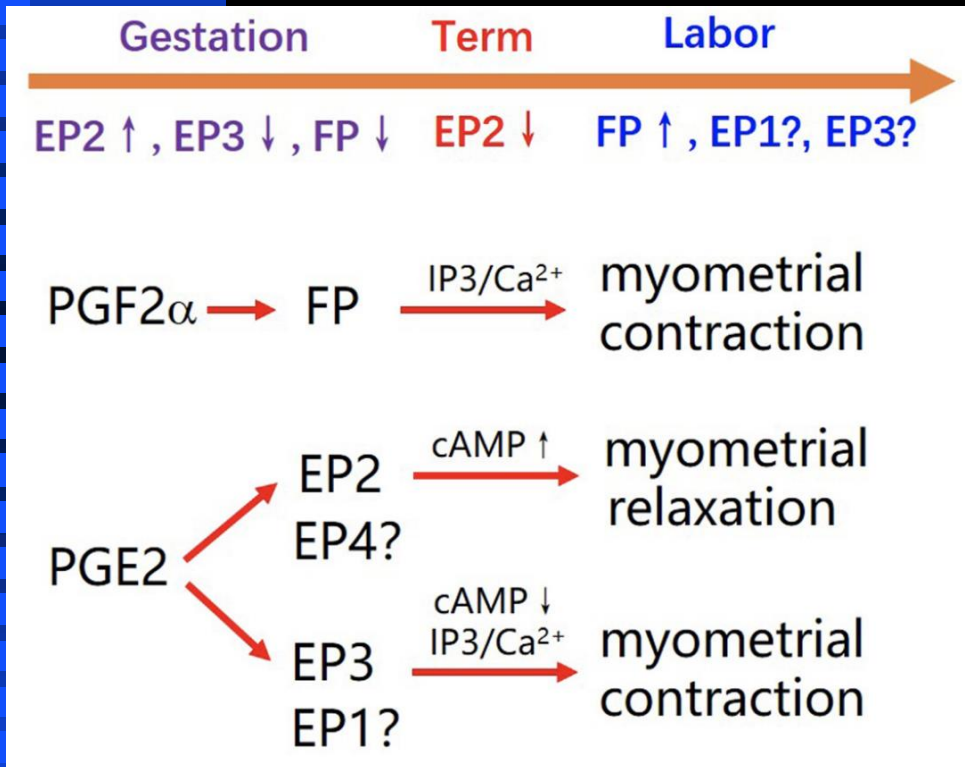 Gestation Term Labor
EP2 ↑ , EP3 ↓ , FP ↓ EP2 ↓ FP ↑ , EP1?, EP3?
IP3/Ca²⁺
PGF2α FP myometrial
contraction
cAMP ↑
EP2 myometrial
relaxation
EP4?
PGE2
cAMP ↓
IP3/Ca²⁺
EP3 myometrial
contraction
EP1?